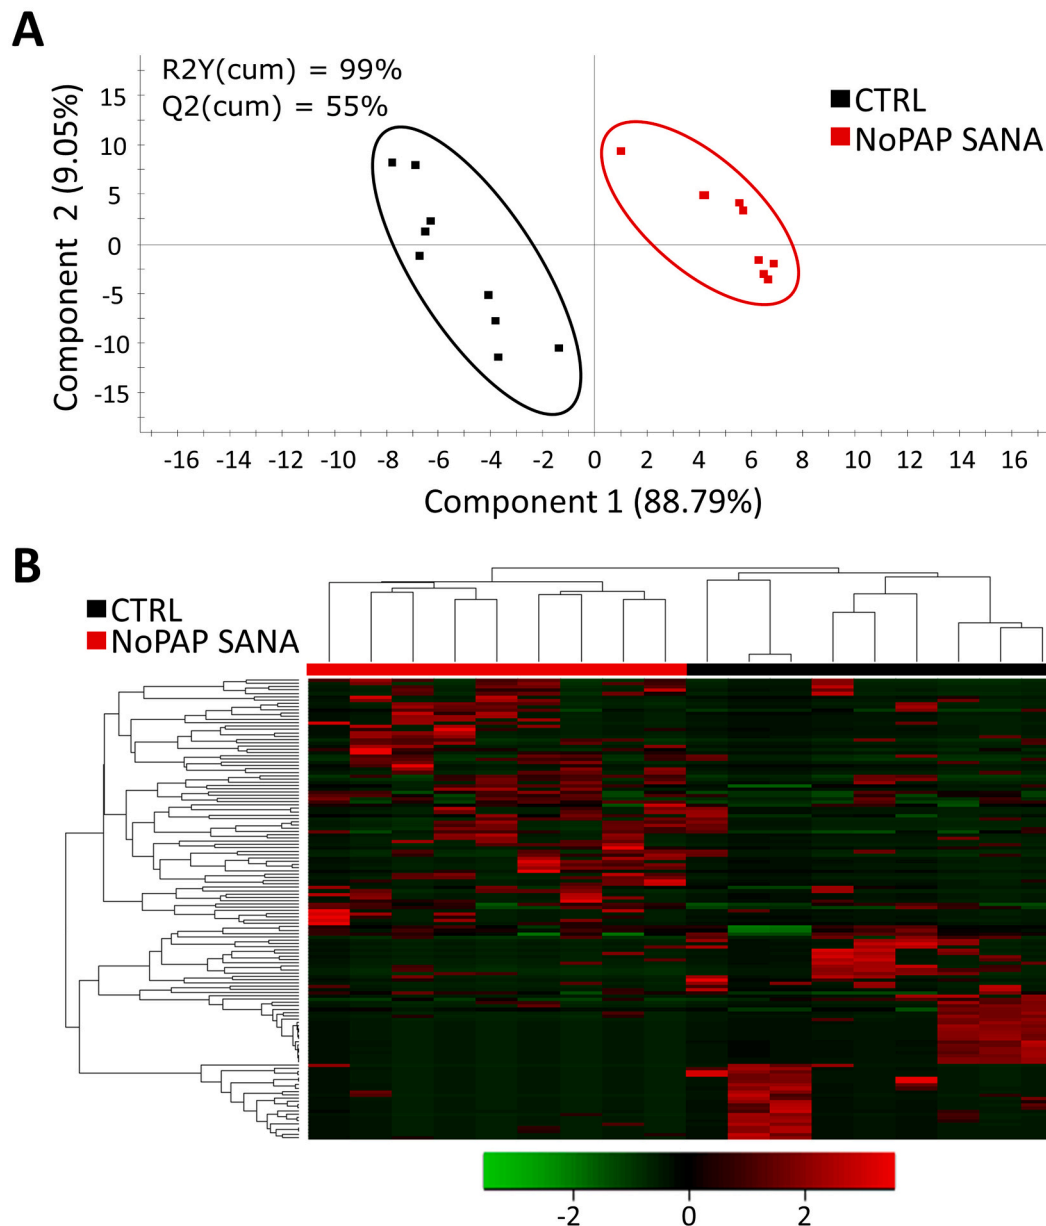 A
R2Y(cum) = 99%
Q2(cum) = 55%
CTRL
NoPAP SANA
Component 2 (9.05%)
15
10
5
0
-5
-10
-15
-16 -14 -12 -10 -8 -6 -4 -2 0 2 4 6 8 10 12 14 16
Component 1 (88.79%)
B
CTRL
NoPAP SANA
-2 0 2